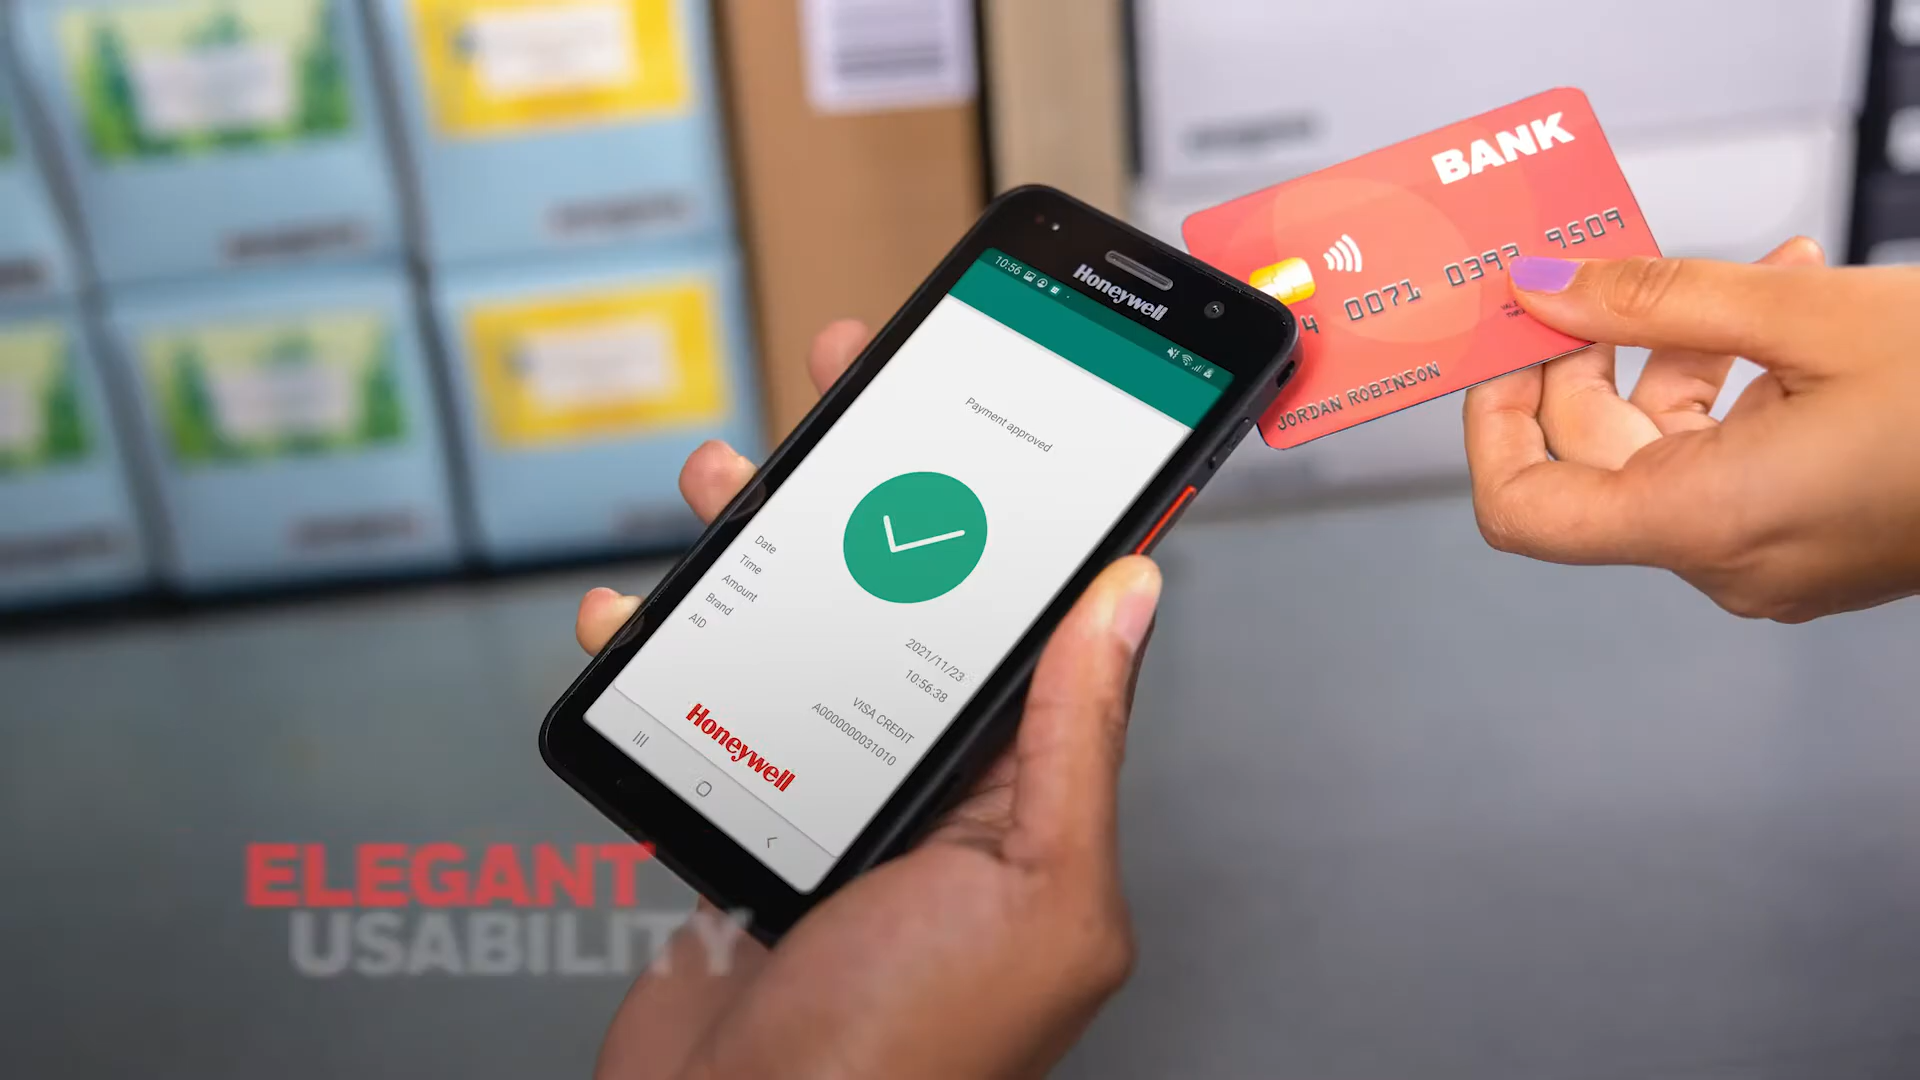 BANK
4 0071 0393 9509
JORDAN ROBINSON
10:56
Honeywell
Payment approved
Date
2021/11/23
Time
10:56:38
Amount
Brand
VISA CREDIT
AID
A0000000031010
Honeywell
ELEGANT
USABILITY